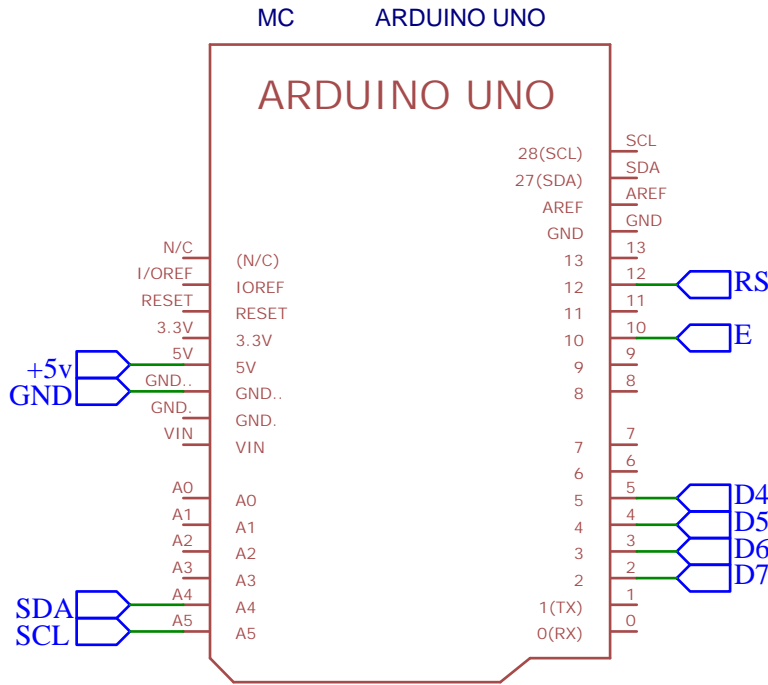 MC ARDUINO UNO
ARDUINO UNO
28(SCL) SCL
27(SDA) SDA
AREF AREF
GND GND
N/C (N/C) 13 13
I/OREF IOREF 12 12 RS
RESET RESET 11 11
3.3V 3.3V 10 10 E
+5v 5V 5V 9 9
GND GND.. GND.. 8 8
GND. GND.
VIN VIN 7 7
6 6
A0 A0 5 5 D4
A1 A1 4 4 D5
A2 A2 3 3 D6
A3 A3 2 2 D7
SDA A4 A4 1(TX) 1
SCL A5 A5 0(RX) 0